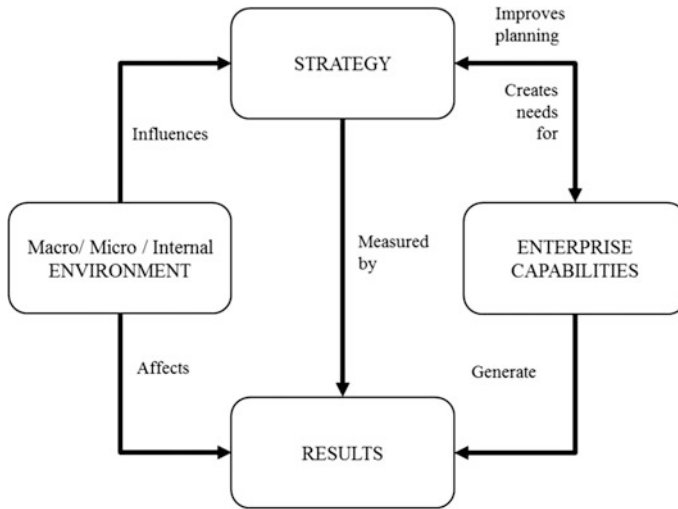 Improves
planning
STRATEGY
Creates
needs
for
Influences
Macro/ Micro / Internal
ENVIRONMENT
Measured
by
ENTERPRISE
CAPABILITIES
Affects
Generate
RESULTS